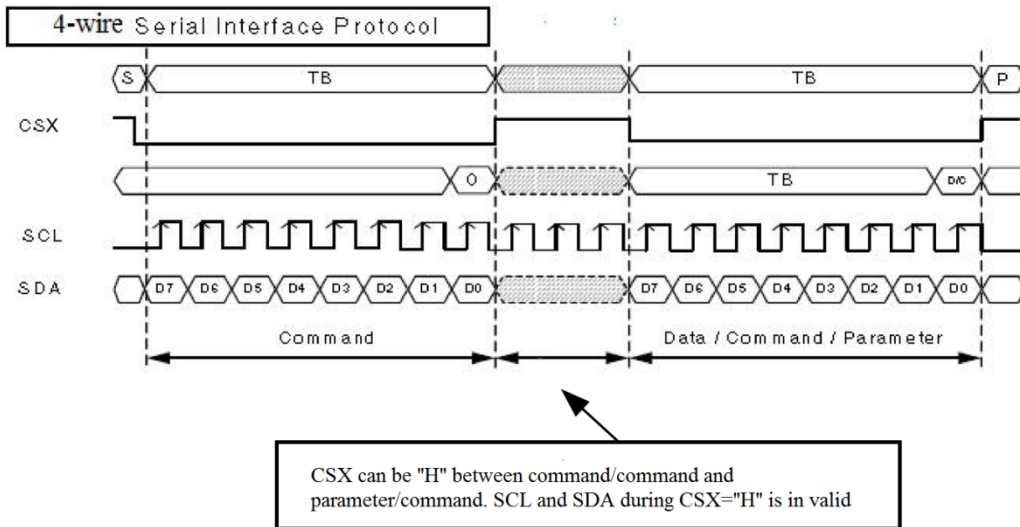 4-wire Serial Interface Protocol
S TB TB P
CSX
0 TB D/C
SCL
SDA D7 D6 D5 D4 D3 D2 D1 D0 D7 D6 D5 D4 D3 D2 D1 D0
Command Data / Command / Parameter
CSX can be "H" between command/command and
parameter/command. SCL and SDA during CSX="H" is in valid